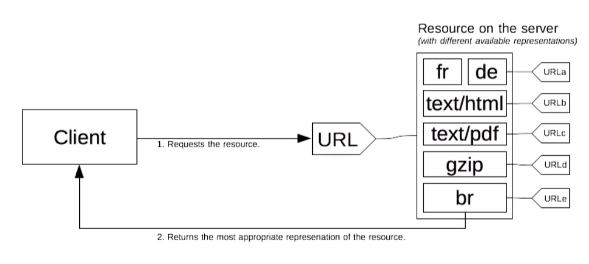 Resource on the server
(with different available representations)
fr de URLa
text/html URLb
Client 1. Requests the resource. URL text/pdf URLc
gzip URLd
br URLe
2. Returns the most appropriate represenation of the resource.